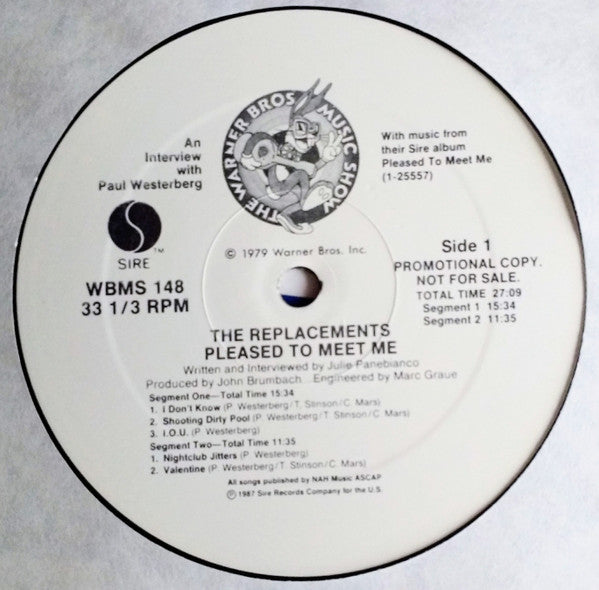 THE WARNER BROS. MUSIC SHOW
An
Interview
with
Paul Westerberg
With music from
their Sire album
Pleased To Meet Me
(1-25557)
SIRE ™
© 1979 Warner Bros. Inc.
WBMS 148
33 1/3 RPM
Side 1
PROMOTIONAL COPY.
NOT FOR SALE.
TOTAL TIME 27:09
Segment 1 15:34
Segment 2 11:35
THE REPLACEMENTS
PLEASED TO MEET ME
Written and Interviewed by Julie Panebianco
Produced by John Brumbach...Engineered by Marc Graue
Segment One—Total Time 15:34
1. I Don't Know (P. Westerberg/T. Stinson/C. Mars)
2. Shooting Dirty Pool (P. Westerberg/T. Stinson/C. Mars)
3. I.O.U. (P. Westerberg)
Segment Two—Total Time 11:35
1. Nightclub Jitters (P. Westerberg)
2. Valentine (P. Westerberg/T. Stinson/C. Mars)
All songs published by NAH Music ASCAP
℗ 1987 Sire Records Company for the U.S.